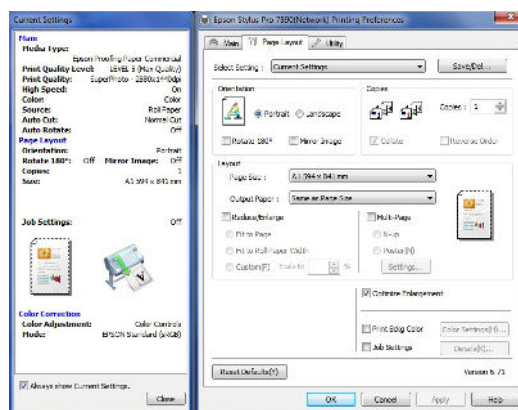 Current Settings
Main
Media Type:
Epson Proofing Paper Commercial
Print Quality Level: LEVEL 5 (Max Quality)
Print Quality: SuperPhoto - 2880x1440dpi
High Speed: On
Color: Color
Source: Roll Paper
Auto Cut: Normal Cut
Auto Rotate: Off
Page Layout
Orientation: Portrait
Rotate 180°: Off Mirror Image: Off
Copies: 1
Size: A1 594 x 841 mm
Job Settings: Off
Color Correction
Color Adjustment: Color Controls
Mode: EPSON Standard (sRGB)
Always show Current Settings.
Close
Epson Stylus Pro 7890(Network) Printing Preferences
Main Page Layout Utility
Select Setting : Current Settings Save/Del...
Orientation
Portrait Landscape
Rotate 180° Mirror Image
Copies
Copies : 1
Collate Reverse Order
Layout
Page Size : A1 594 x 841 mm
Output Paper : Same as Page Size
Reduce/Enlarge
Fit to Page
Fit to Roll Paper Width
Custom(F) Scale to %
Multi-Page
N-up
Poster(N)
Settings...
Optimize Enlargement
Print Bckg Color Color Settings(H)...
Job Settings Details(K)...
Reset Defaults(Y) Version 6.71
OK Cancel Apply Help